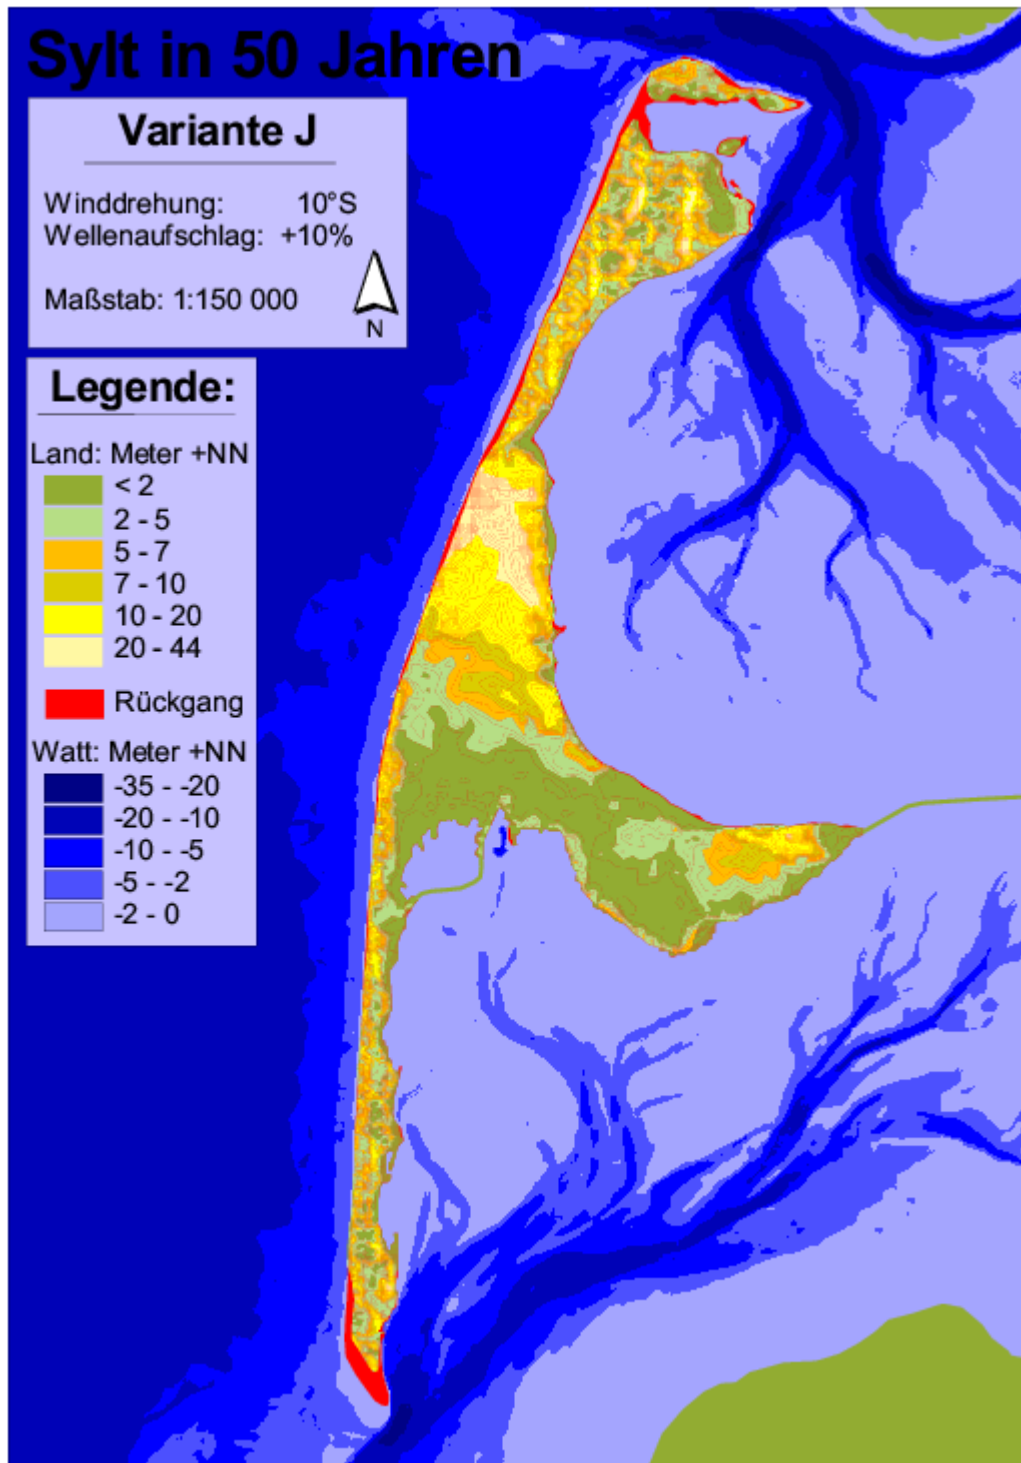 Sylt in 50 Jahren
Variante J
Winddrehung: 10°S
Wellenaufschlag: +10%
Maßstab: 1:150 000
N
Legende:
Land: Meter +NN
< 2
2 - 5
5 - 7
7 - 10
10 - 20
20 - 44
Rückgang
Watt: Meter +NN
-35 - -20
-20 - -10
-10 - -5
-5 - -2
-2 - 0